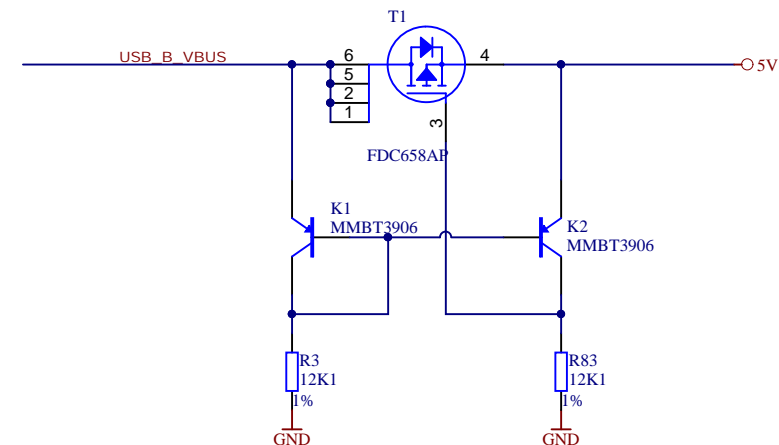 T1
USB_B_VBUS
6
5
2
1
4
5V
3
FDC658AP
K1
MMBT3906
K2
MMBT3906
R3
12K1
1%
R83
12K1
1%
GND
GND